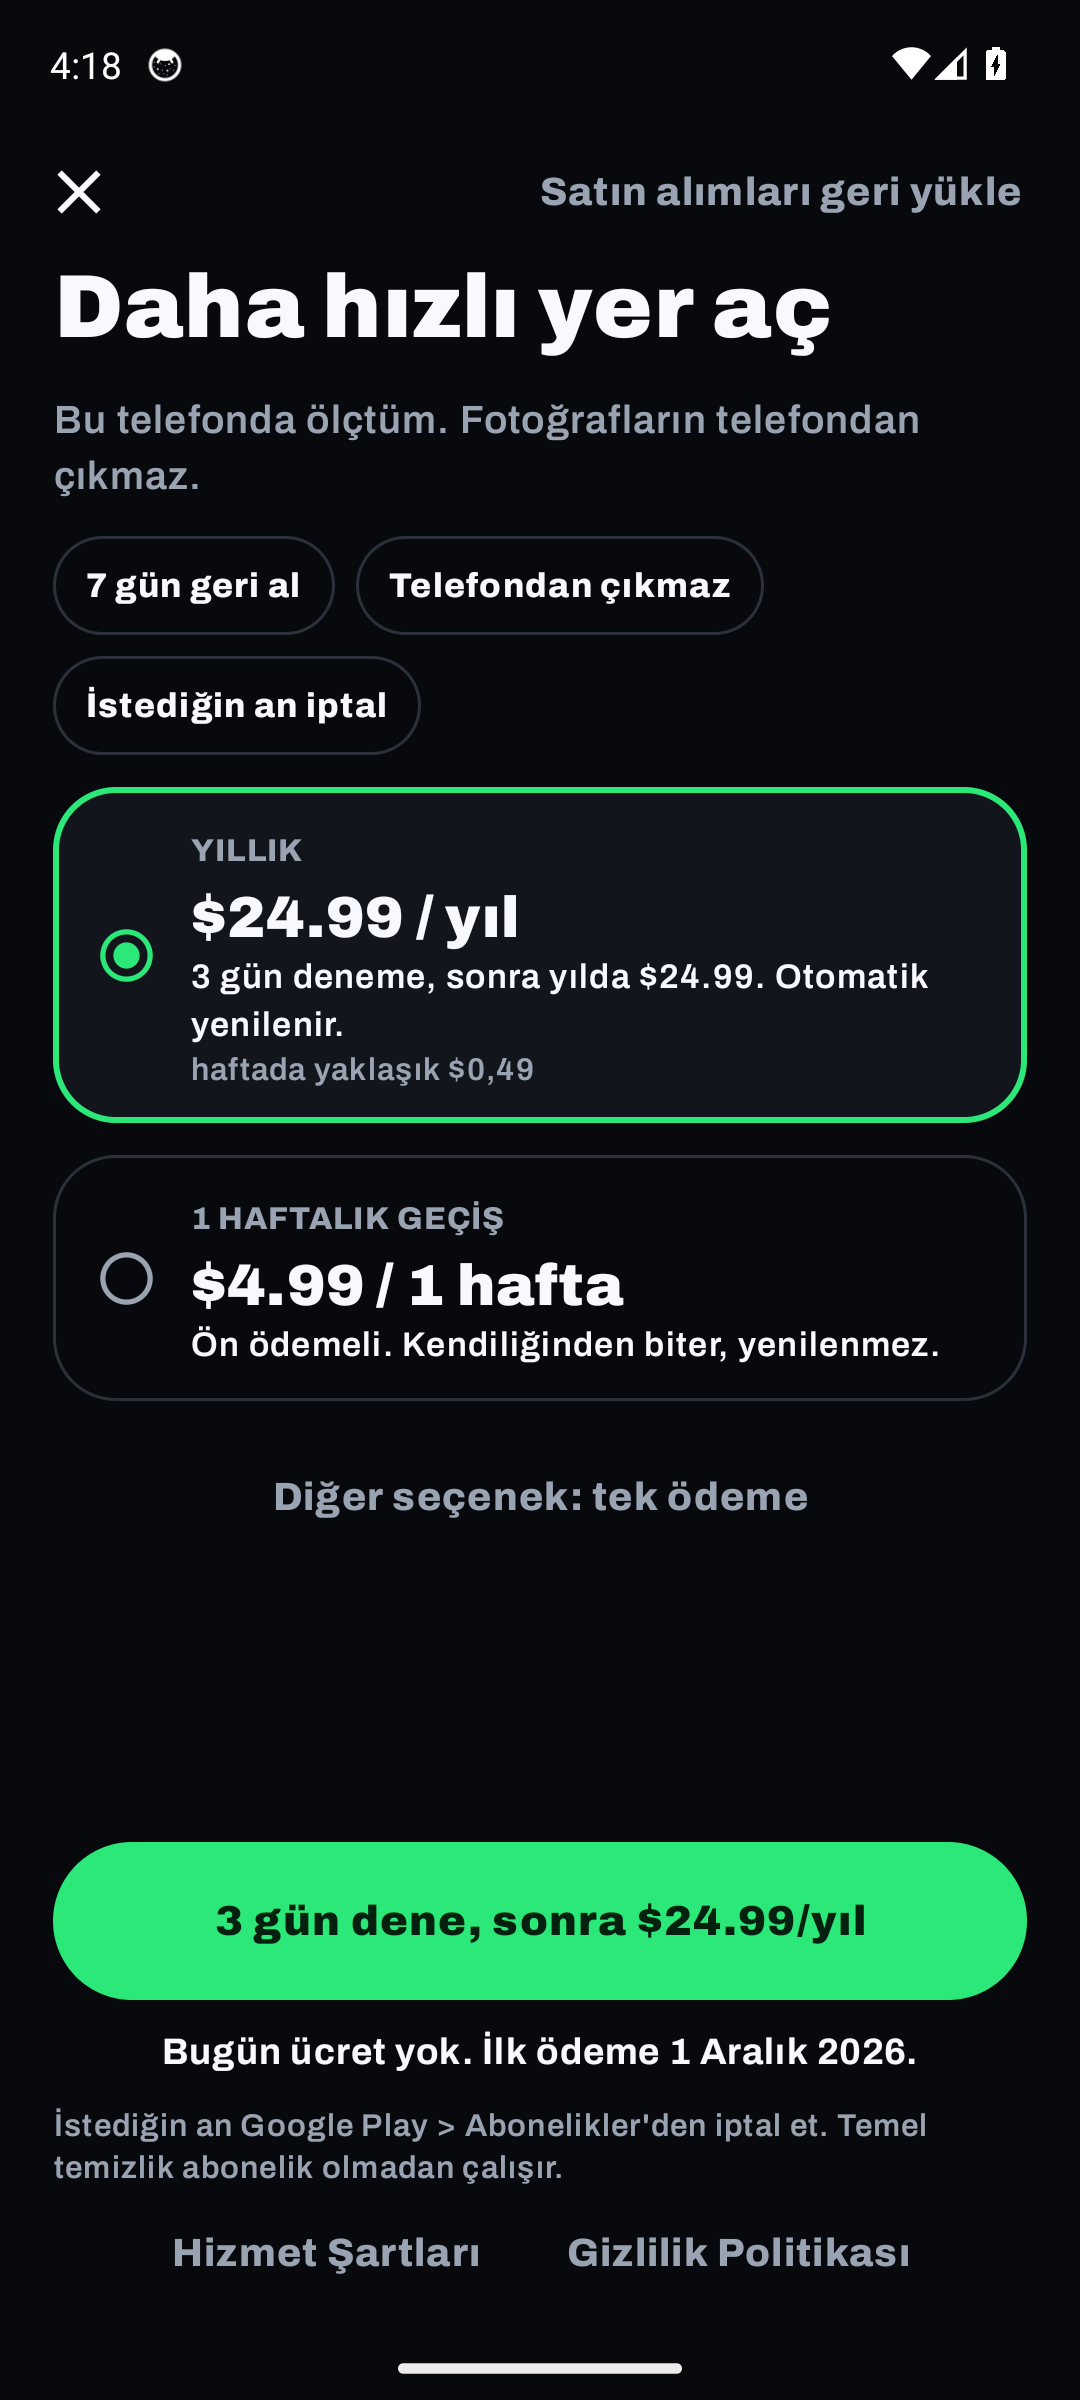 4:18
Satın alımları geri yükle
Daha hızlı yer aç
Bu telefonda ölçtüm. Fotoğrafların telefondan
çıkmaz.
7 gün geri al
Telefondan çıkmaz
İstediğin an iptal
YILLIK
$24.99 / yıl
3 gün deneme, sonra yılda $24.99. Otomatik
yenilenir.
haftada yaklaşık $0,49
1 HAFTALIK GEÇİŞ
$4.99 / 1 hafta
Ön ödemeli. Kendiliğinden biter, yenilenmez.
Diğer seçenek: tek ödeme
3 gün dene, sonra $24.99/yıl
Bugün ücret yok. İlk ödeme 1 Aralık 2026.
İstediğin an Google Play > Abonelikler'den iptal et. Temel
temizlik abonelik olmadan çalışır.
Hizmet Şartları
Gizlilik Politikası